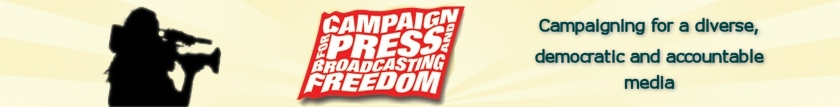 CAMPAIGN
FOR PRESS AND
BROADCASTING
FREEDOM
Campaigning for a diverse,
democratic and accountable
media